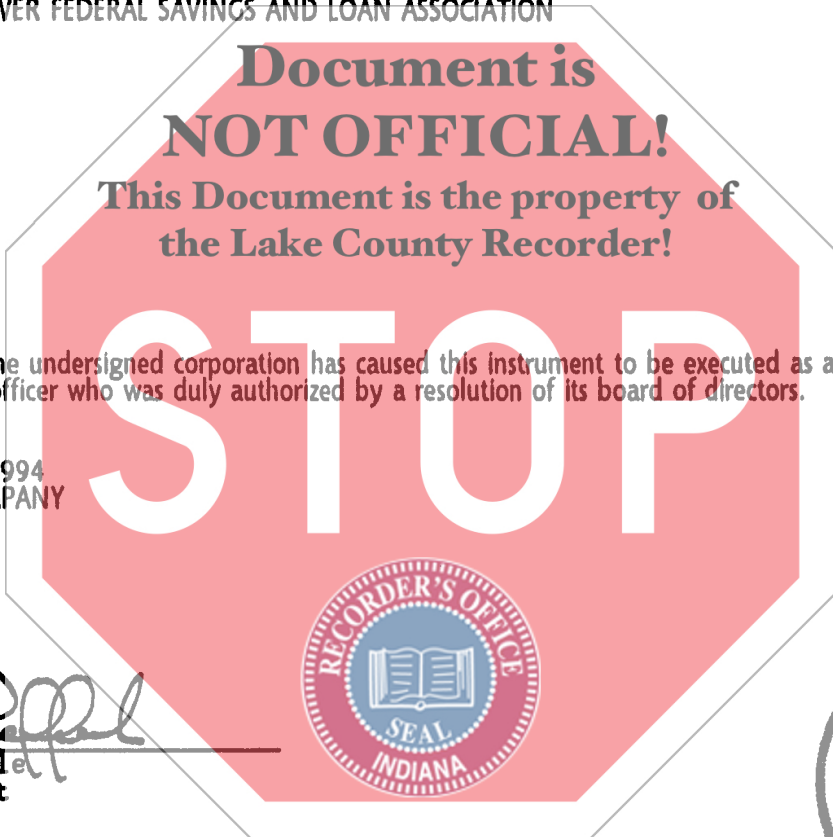 VER FEDERAL SAVINGS AND LOAN ASSOCIATION
Document is
NOT OFFICIAL!
This Document is the property of
the Lake County Recorder!
STOP
he undersigned corporation has caused this instrument to be executed as a
fficer who was duly authorized by a resolution of its board of directors.
994
PANY
RECORDER'S OFFICE
SEAL
INDIANA
e
t